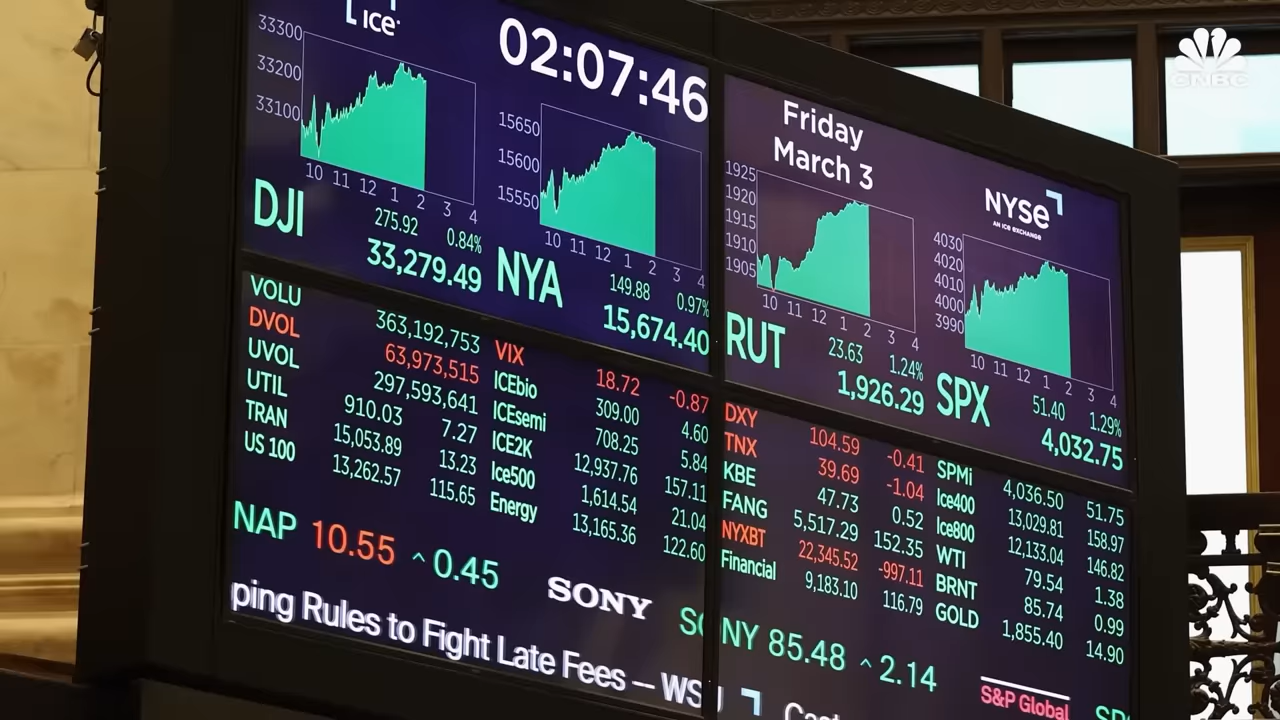 ice
02:07:46
33300
33200
33100
10 11 12 1 2 3 4
DJI
275.92 0.84%
33,279.49
15650
15600
15550
10 11 12 1 2 3 4
NYA
149.88 0.97%
15,674.40
Friday
March 3
1925
1920
1915
1910
1905
10 11 12 1 2 3 4
RUT
23.63 1.24%
1,926.29
NYSE
AN ICE EXCHANGE
4030
4020
4010
4000
3990
10 11 12 1 2 3 4
SPX
51.40 1.29%
4,032.75
VOLU 363,192,753
DVOL 63,973,515
UVOL 297,593,641
UTIL 910.03 7.27
TRAN 15,053.89 13.23
US 100 13,262.57 115.65
VIX 18.72 -0.87
ICEbio 309.00 4.60
ICEsemi 708.25 5.84
ICE2K 12,937.76 157.11
Ice500 1,614.54 21.04
Energy 13,165.36 122.60
DXY 104.59 -0.41
TNX 39.69 -1.04
KBE 47.73 0.52
FANG 5,517.29 152.35
NYXBT 22,345.52 -997.11
Financial 9,183.10 116.79
SPMi 4,036.50 51.75
Ice400 13,029.81 158.97
Ice800 12,133.04 146.82
WTI 79.54 1.38
BRNT 85.74 0.99
GOLD 1,855.40 14.90
NAP 10.55 ^ 0.45 SONY SONY 85.48 ^ 2.14 S&P Global
ping Rules to Fight Late Fees – WSJ
CNBC